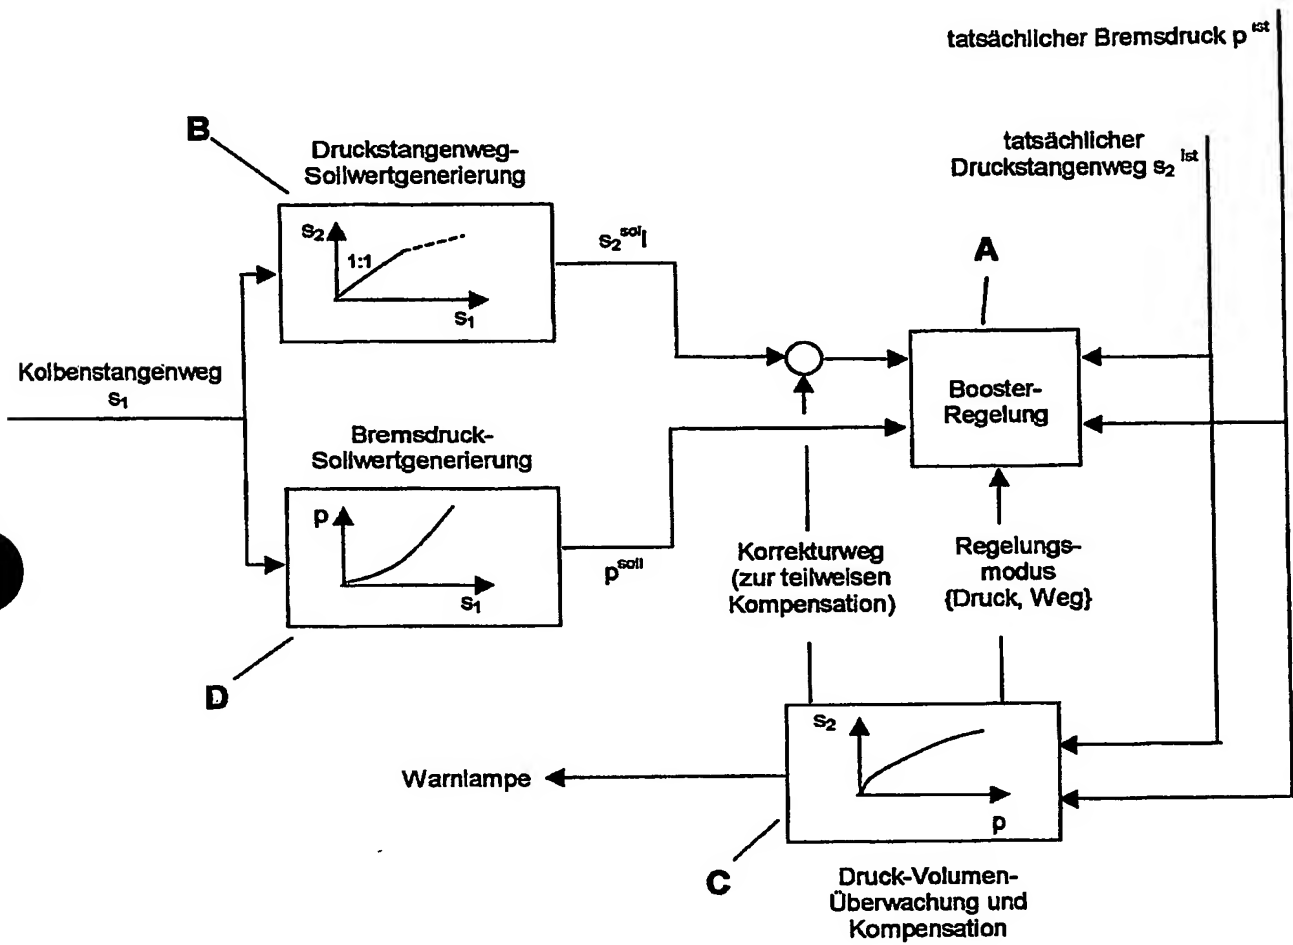 tatsächlicher Bremsdruck p ist
tatsächlicher
Druckstangenweg s2 ist
B
Druckstangenweg-
Sollwertgenerierung
s2
1:1
s1
s2 soll
A
Kolbenstangenweg
s1
Booster-
Regelung
Bremsdruck-
Sollwertgenerierung
p
s1
p soll
Korrekturweg
(zur teilweisen
Kompensation)
Regelungs-
modus
{Druck, Weg}
D
s2
p
Warnlampe
C
Druck-Volumen-
Überwachung und
Kompensation